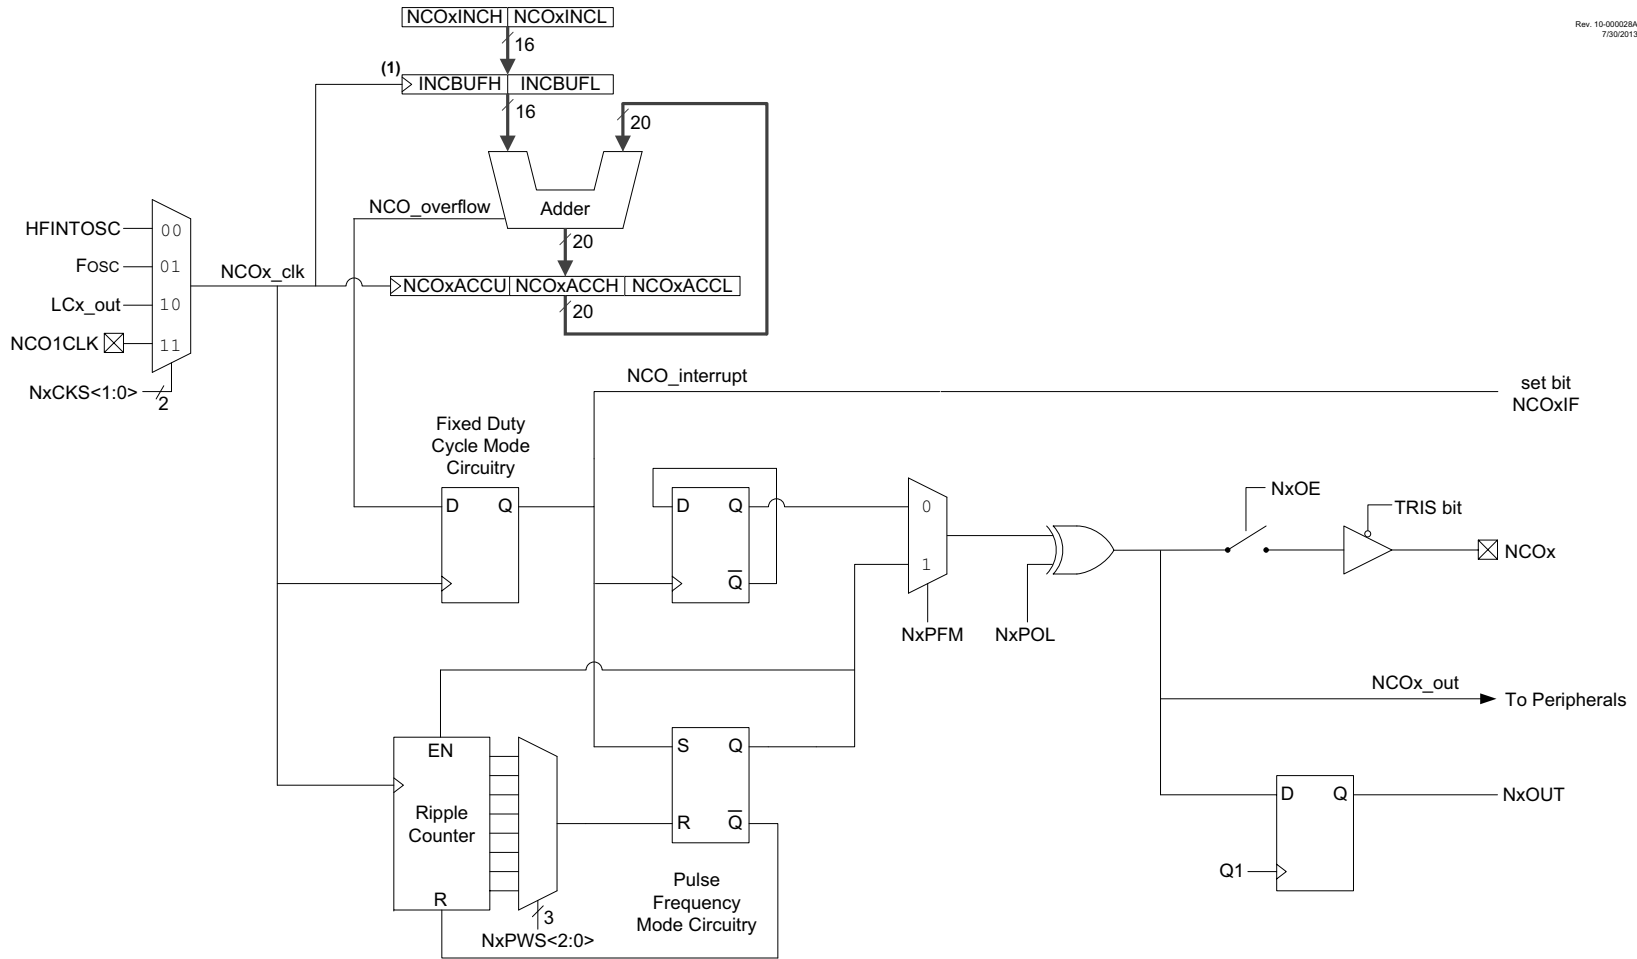 Rev. 10-000028A
7/30/2013
NCOxINCH NCOxINCL
16
(1)
INCBUFH INCBUFL
16
20
Adder
NCO_overflow
20
HFINTOSC 00
Fosc 01
LCx_out 10
NCO1CLK 11
NxCKS<1:0>
2
NCOx_clk
NCOxACCU NCOxACCH NCOxACCL
20
NCO_interrupt
set bit
NCOxIF
Fixed Duty
Cycle Mode
Circuitry
D Q
D Q
Q
0
1
NxPFM
NxPOL
NxOE
TRIS bit
NCOx
NCOx_out
To Peripherals
EN
Ripple
Counter
R
3
NxPWS<2:0>
S Q
R Q
Pulse
Frequency
Mode Circuitry
D Q
Q1
NxOUT